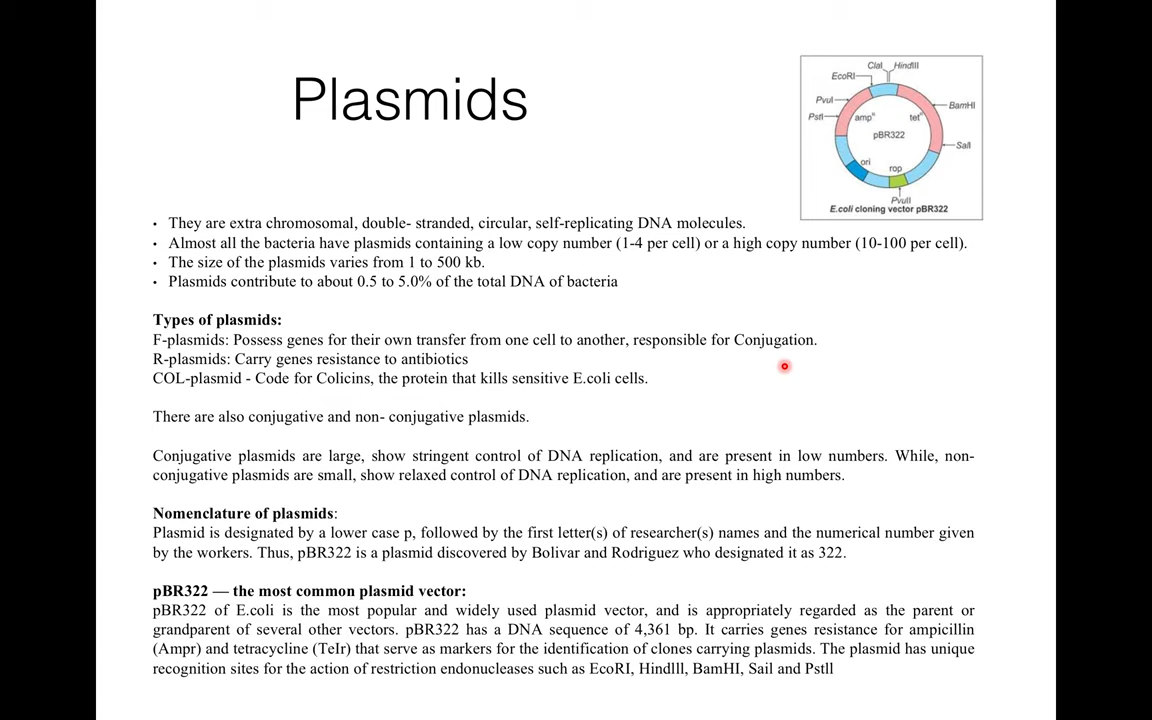 Plasmids
ClaI HindIII
EcoRI
PvuI
BamHI
PstI
ampR tetR
pBR322
SalI
ori
rop
PvuII
E.coli cloning vector pBR322
• They are extra chromosomal, double- stranded, circular, self-replicating DNA molecules.
• Almost all the bacteria have plasmids containing a low copy number (1-4 per cell) or a high copy number (10-100 per cell).
• The size of the plasmids varies from 1 to 500 kb.
• Plasmids contribute to about 0.5 to 5.0% of the total DNA of bacteria
Types of plasmids:
F-plasmids: Possess genes for their own transfer from one cell to another, responsible for Conjugation.
R-plasmids: Carry genes resistance to antibiotics
COL-plasmid - Code for Colicins, the protein that kills sensitive E.coli cells.
There are also conjugative and non- conjugative plasmids.
Conjugative plasmids are large, show stringent control of DNA replication, and are present in low numbers. While, non-
conjugative plasmids are small, show relaxed control of DNA replication, and are present in high numbers.
Nomenclature of plasmids:
Plasmid is designated by a lower case p, followed by the first letter(s) of researcher(s) names and the numerical number given
by the workers. Thus, pBR322 is a plasmid discovered by Bolivar and Rodriguez who designated it as 322.
pBR322 — the most common plasmid vector:
pBR322 of E.coli is the most popular and widely used plasmid vector, and is appropriately regarded as the parent or
grandparent of several other vectors. pBR322 has a DNA sequence of 4,361 bp. It carries genes resistance for ampicillin
(Ampr) and tetracycline (TeIr) that serve as markers for the identification of clones carrying plasmids. The plasmid has unique
recognition sites for the action of restriction endonucleases such as EcoRI, Hindlll, BamHI, Sail and Pstll